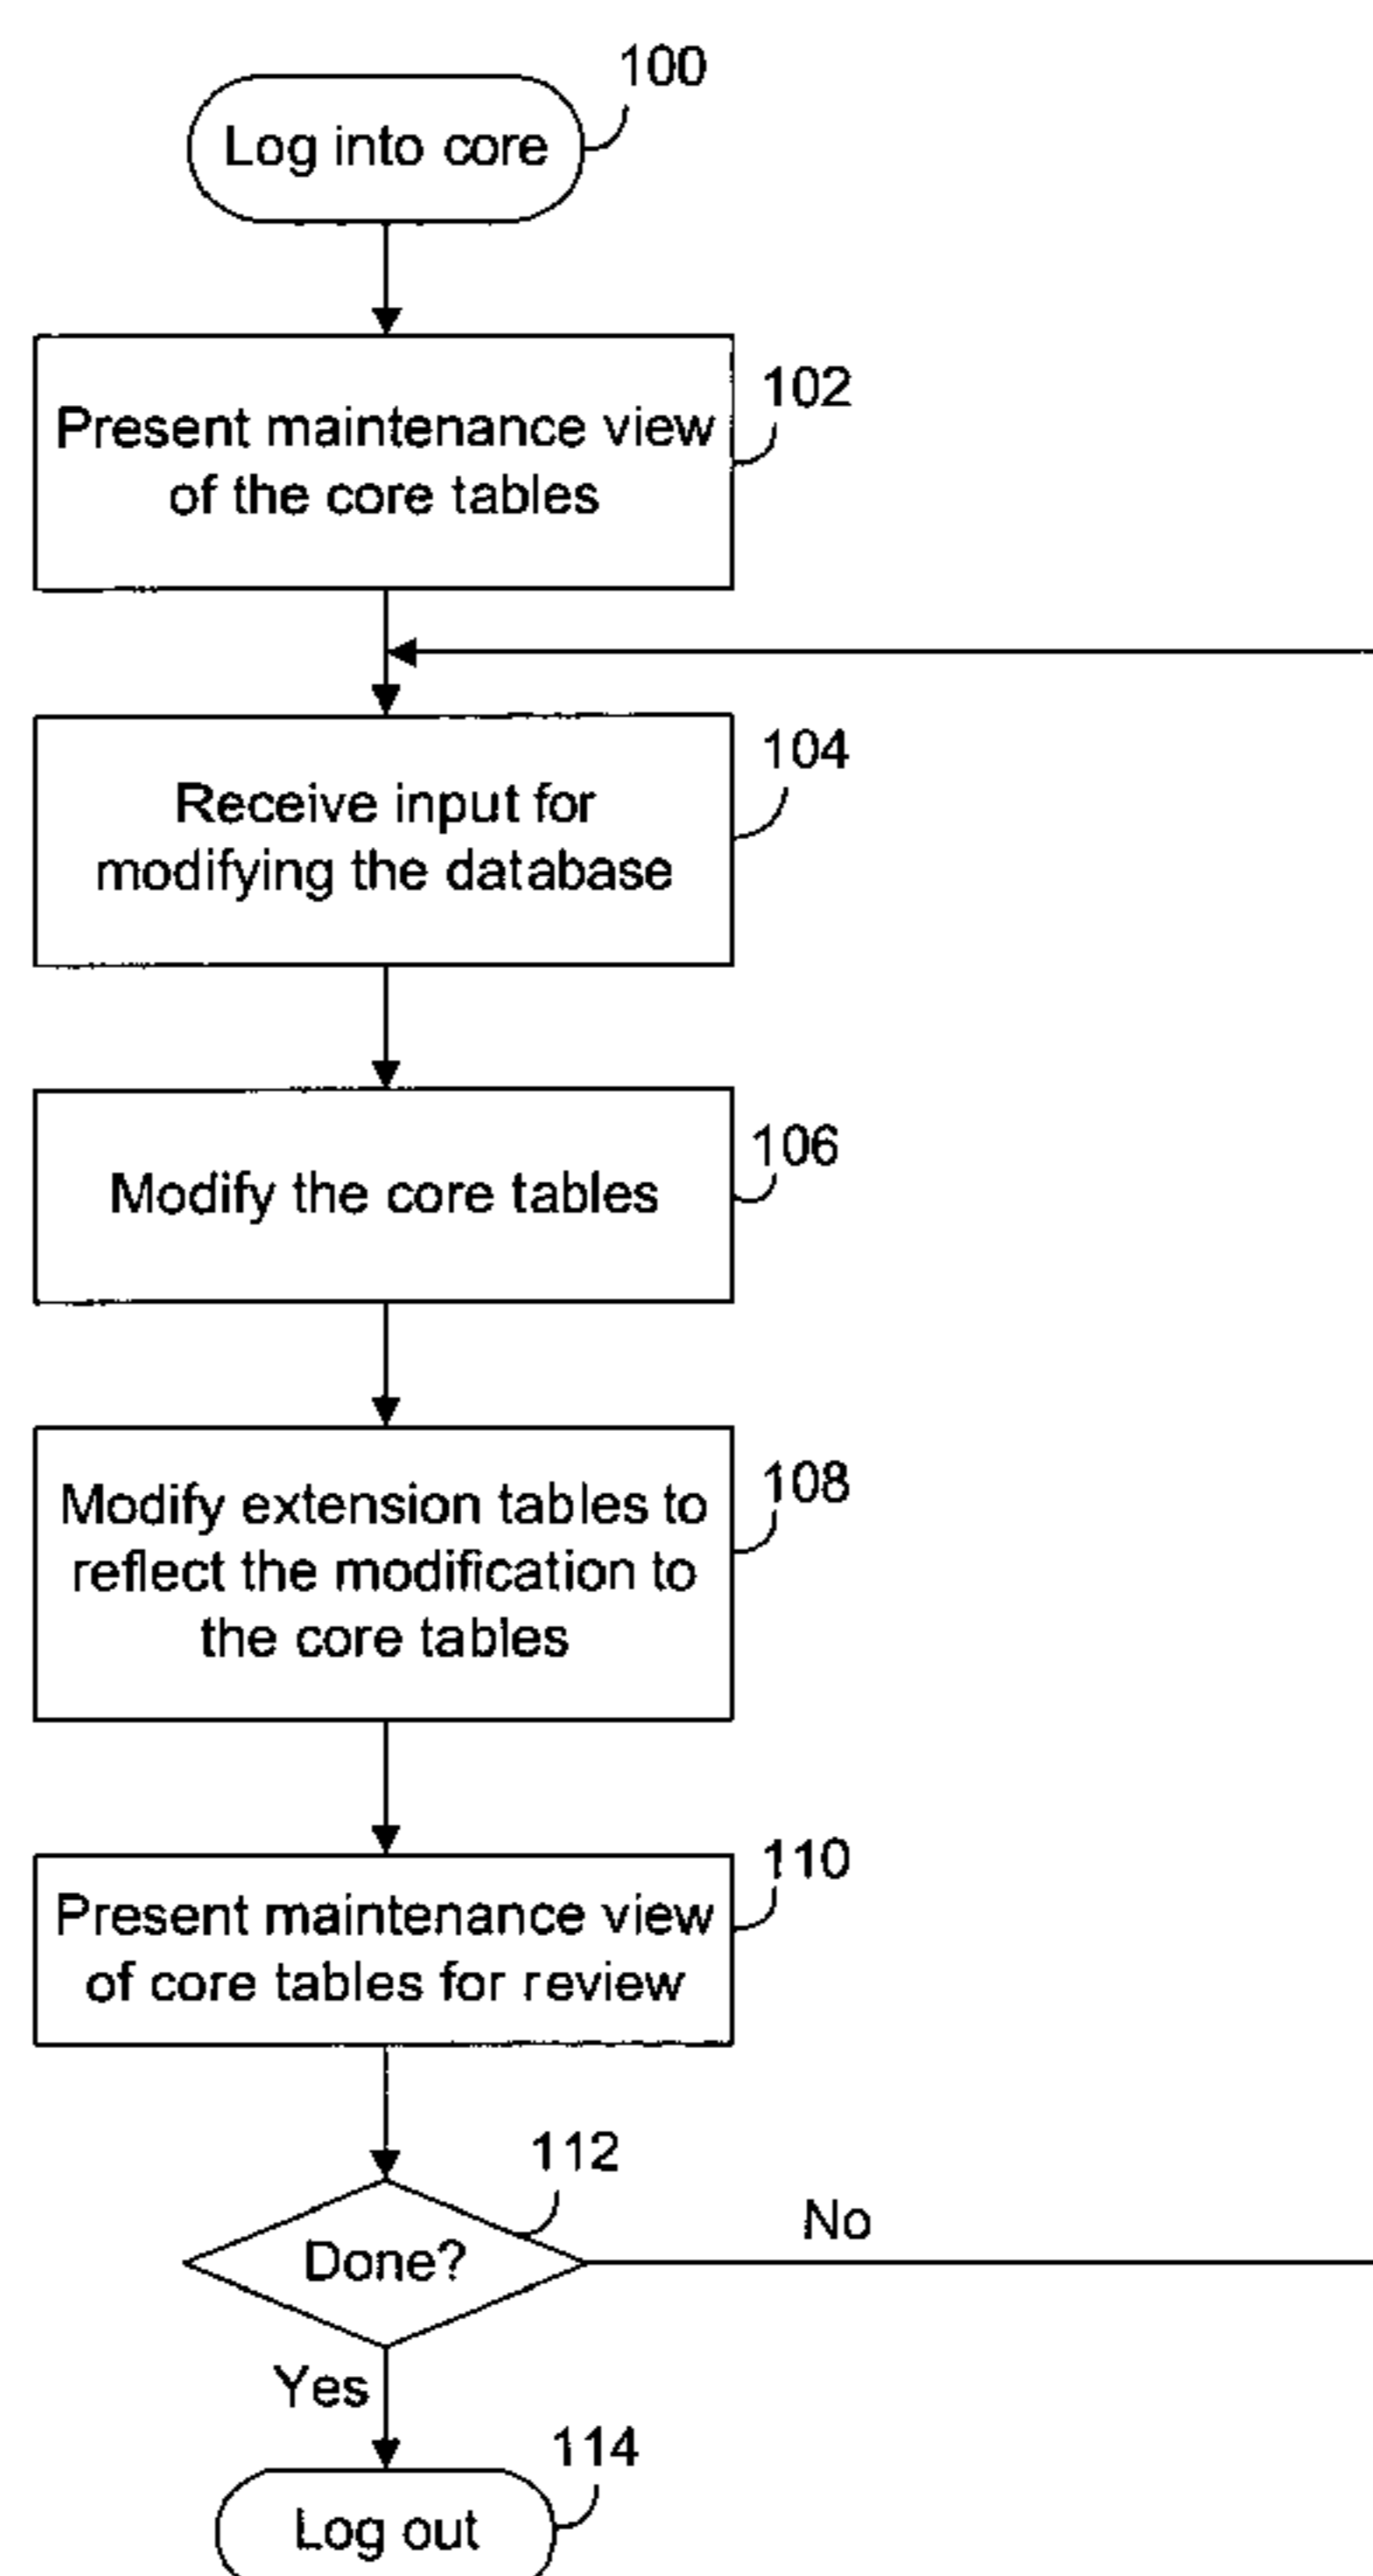 100
Log into core
102
Present maintenance view
of the core tables
104
Receive input for
modifying the database
106
Modify the core tables
108
Modify extension tables to
reflect the modification to
the core tables
110
Present maintenance view
of core tables for review
112
Done?
No
Yes
114
Log out